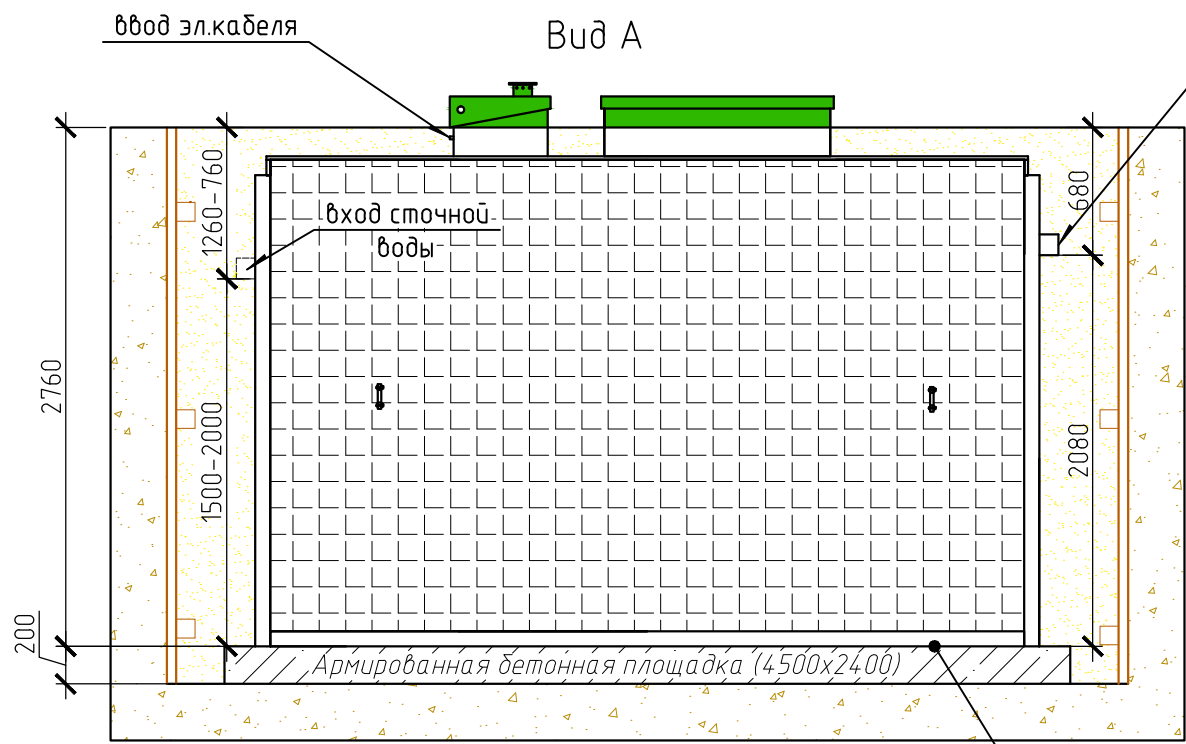 ввод эл.кабеля
Вид А
1260-760
680
вход сточной
воды
2760
1500-2000
2080
200
Армированная бетонная площадка (4500х2400)